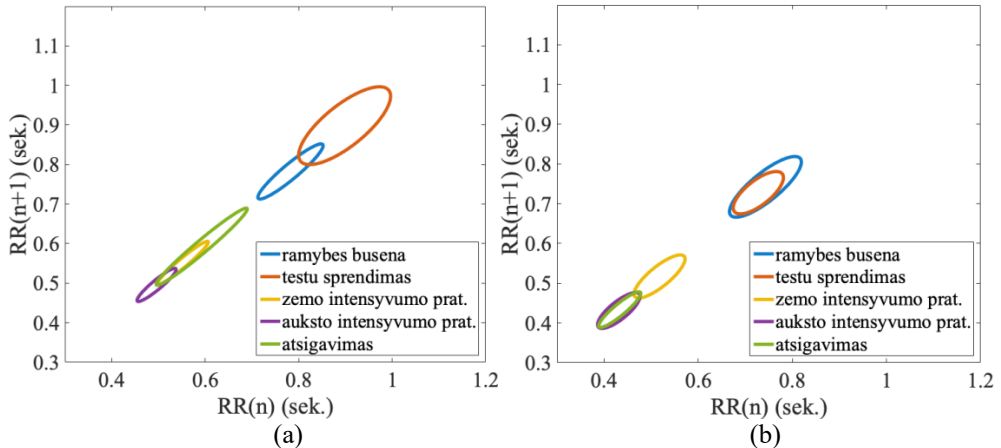 1.1
1
0.9
0.8
0.7
0.6
0.5
0.4
0.3
RR(n+1) (sek.)
0.4
0.6
0.8
1
1.2
RR(n) (sek.)
ramybes busena
testu sprendimas
zemo intensyvumo prat.
auksto intensyvumo prat.
atsigavimas
(a)
1.1
1
0.9
0.8
0.7
0.6
0.5
0.4
0.3
RR(n+1) (sek.)
0.4
0.6
0.8
1
1.2
RR(n) (sek.)
ramybes busena
testu sprendimas
zemo intensyvumo prat.
auksto intensyvumo prat.
atsigavimas
(b)